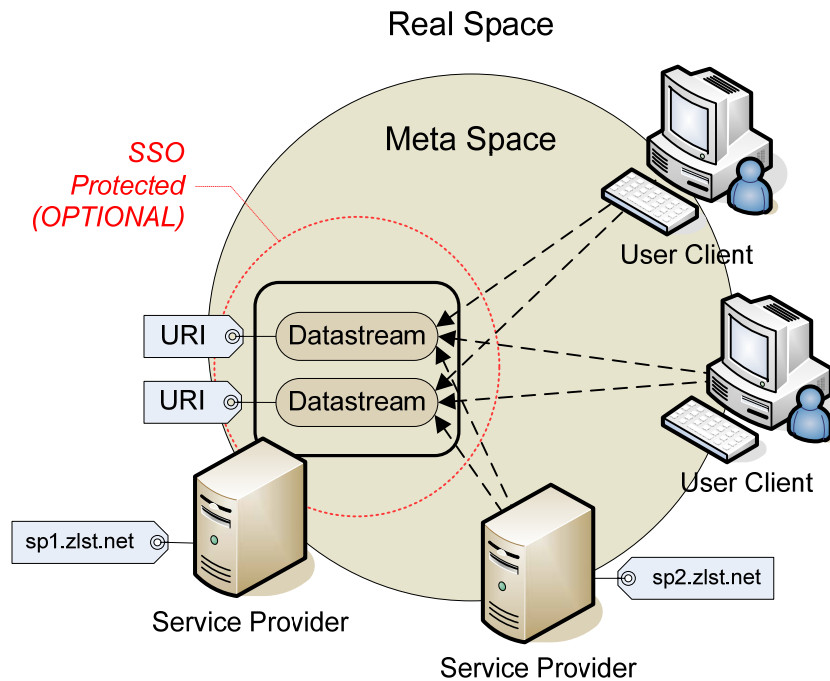 Real Space
Meta Space
SSO
Protected
(OPTIONAL)
User Client
URI
Datastream
URI
Datastream
User Client
sp1.zlst.net
sp2.zlst.net
Service Provider
Service Provider